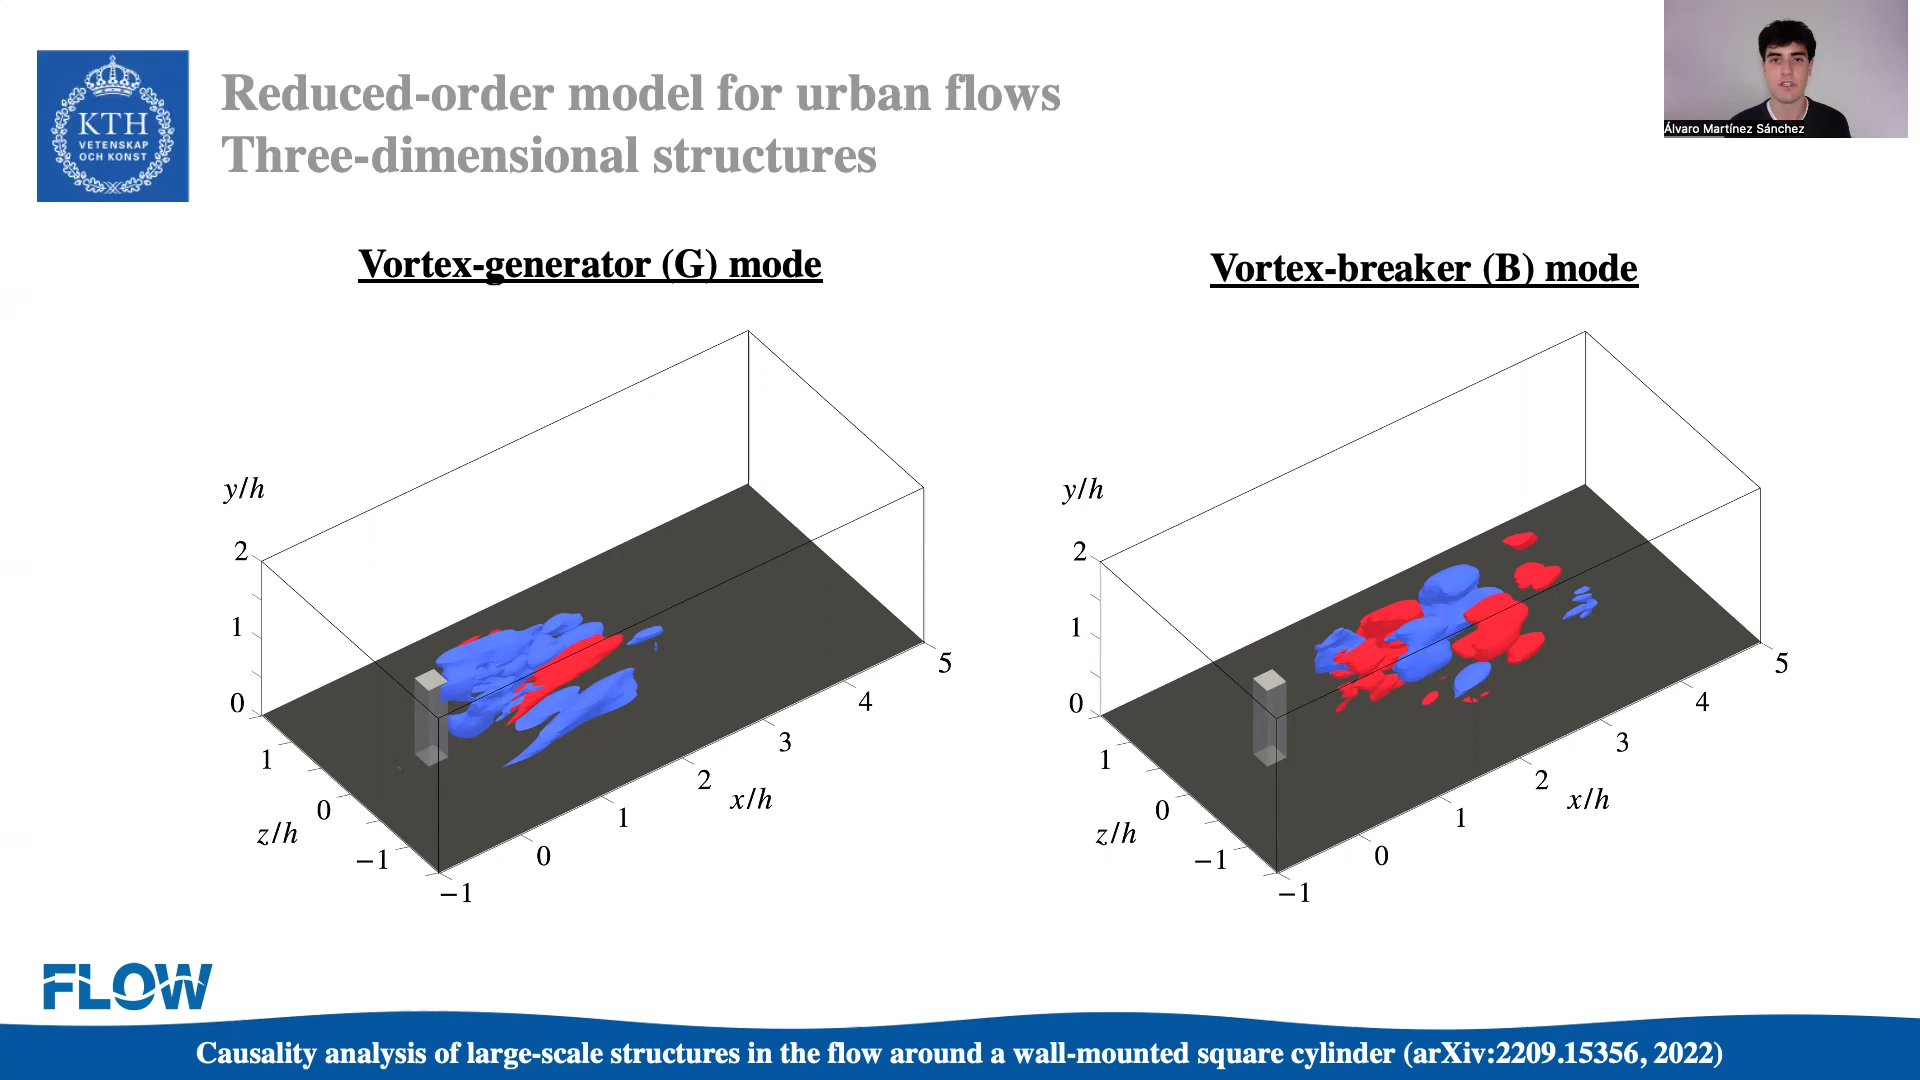 KTH
VETENSKAP
OCH KONST
Reduced-order model for urban flows
Three-dimensional structures
Álvaro Martínez Sánchez
Vortex-generator (G) mode
Vortex-breaker (B) mode
y/h
2
1
0
1
0
−1
z/h
−1
0
1
2
3
4
5
x/h
y/h
2
1
0
1
0
−1
z/h
−1
0
1
2
3
4
5
x/h
FLOW
Causality analysis of large-scale structures in the flow around a wall-mounted square cylinder (arXiv:2209.15356, 2022)